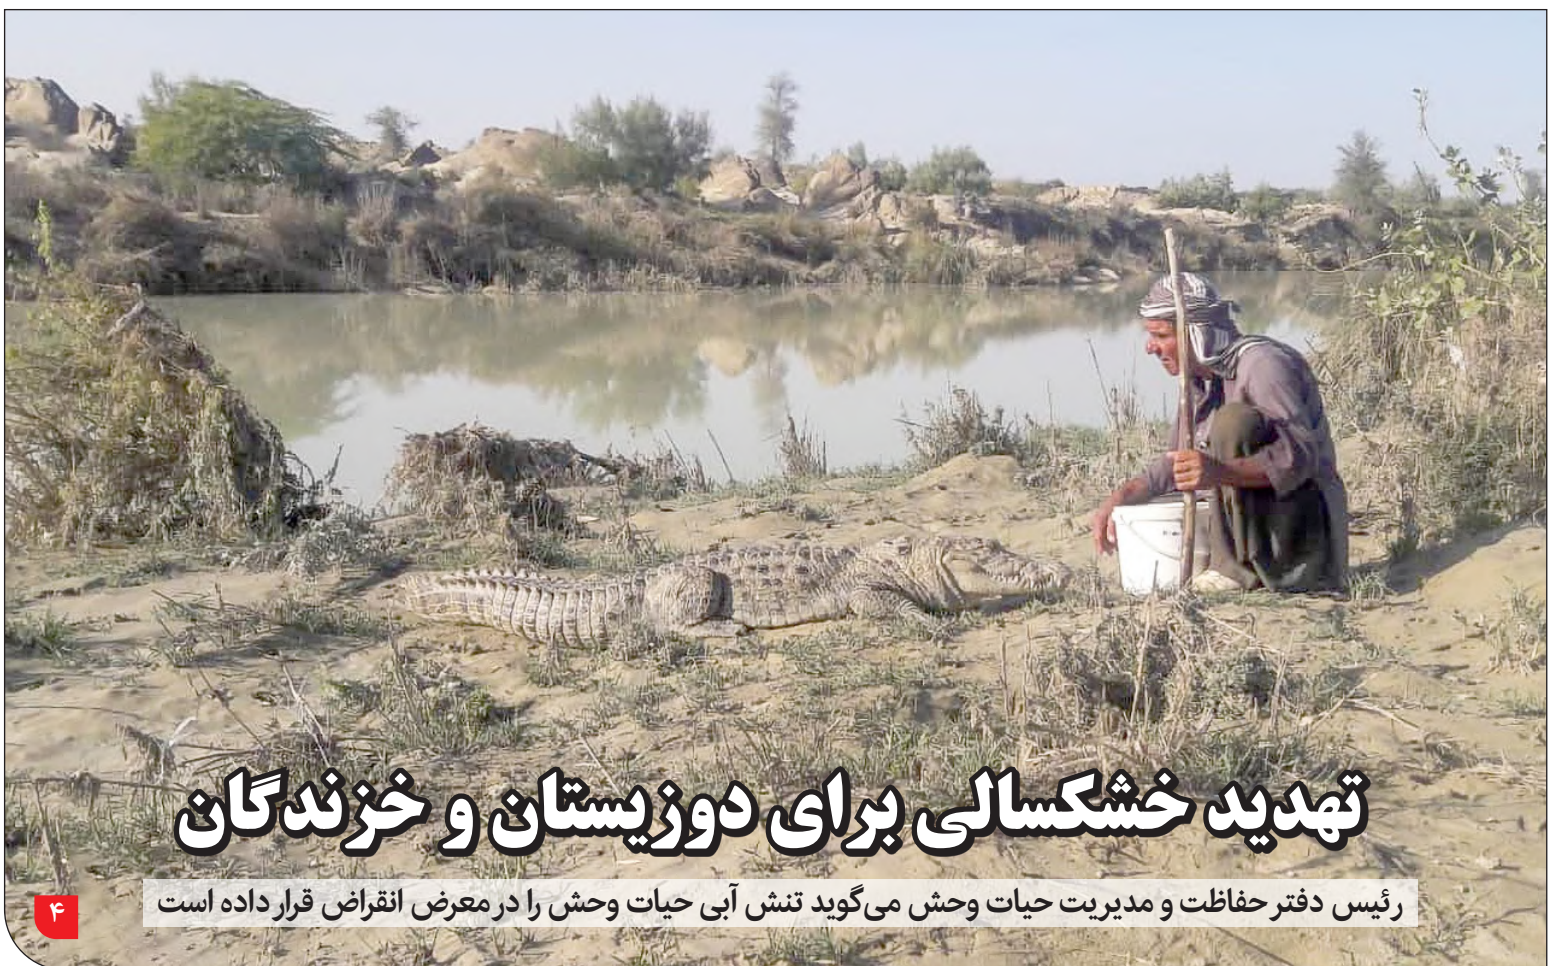 تهدید خشکسالی برای دوزیستان و خزندگان
رئیس دفتر حفاظت و مدیریت حیات وحش می‌گوید تنش آبی حیات وحش را در معرض انقراض قرار داده است
۴